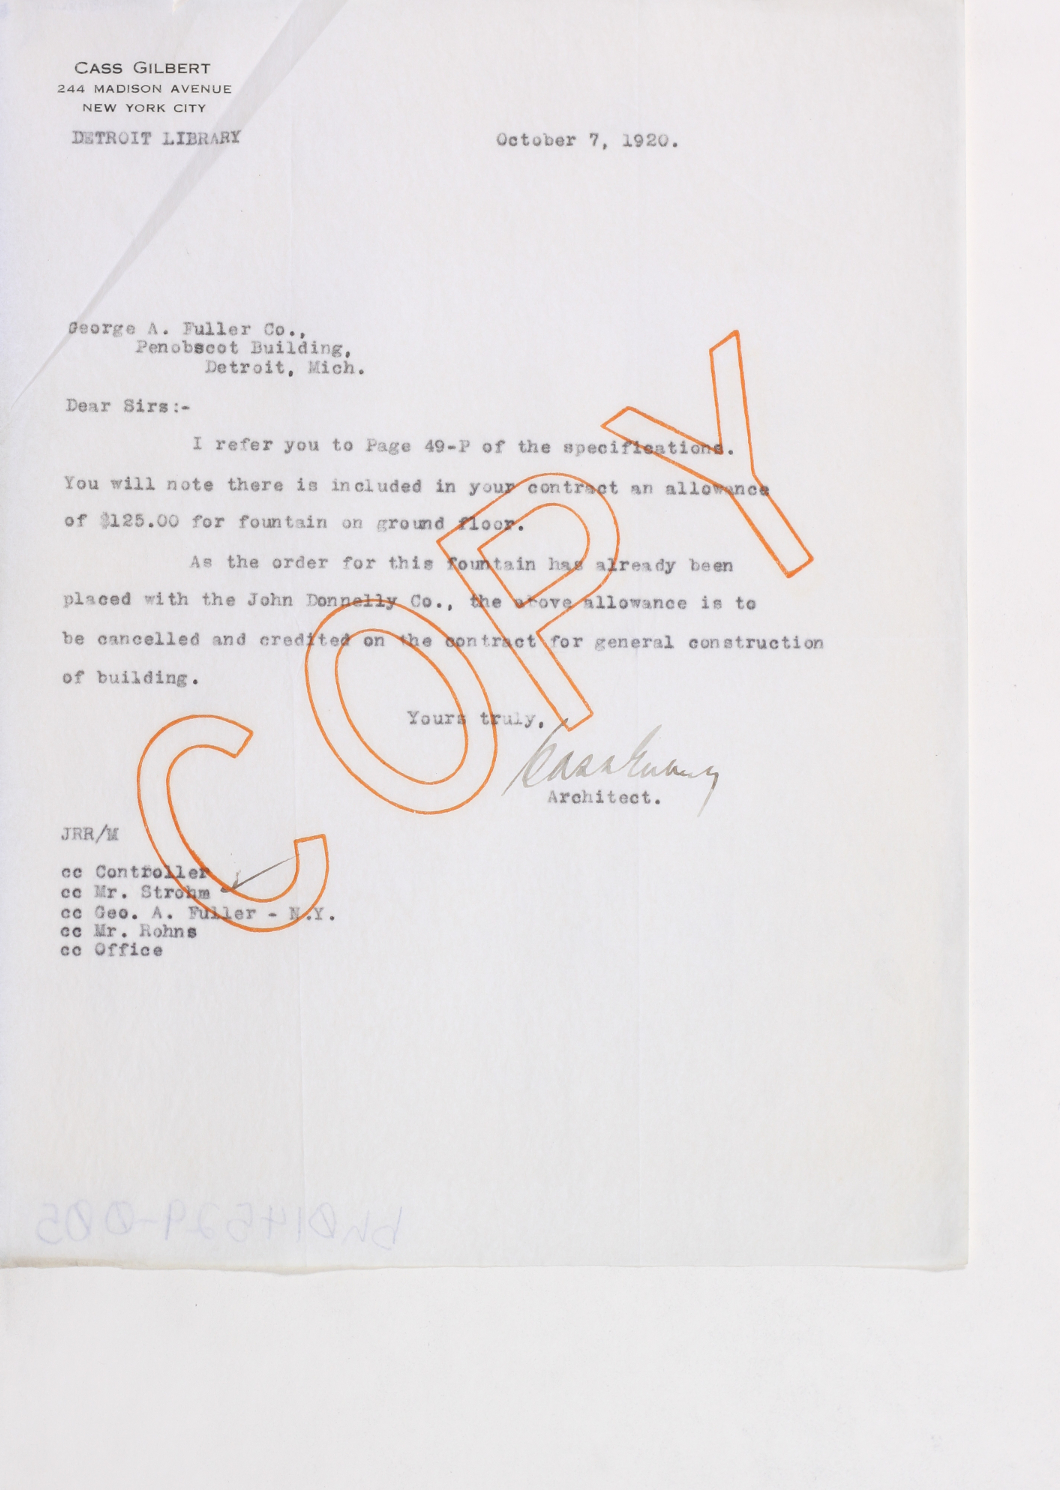 CASS GILBERT
244 MADISON AVENUE
NEW YORK CITY
DETROIT LIBRARY
October 7, 1920.
George A. Fuller Co.,
Penobscot Building,
Detroit, Mich.
Dear Sirs:-
I refer you to Page 49-P of the specifications.
You will note there is included in your contract an allowance
of $125.00 for fountain on ground floor.
As the order for this fountain has already been
placed with the John Donnelly Co., the above allowance is to
be cancelled and credited on the contract for general construction
of building.
Yours truly,
Cass Gilbert
Architect.
JRR/M
cc Controller
cc Mr. Strohm
cc Geo. A. Fuller - N.Y.
cc Mr. Rohns
cc Office
COPY